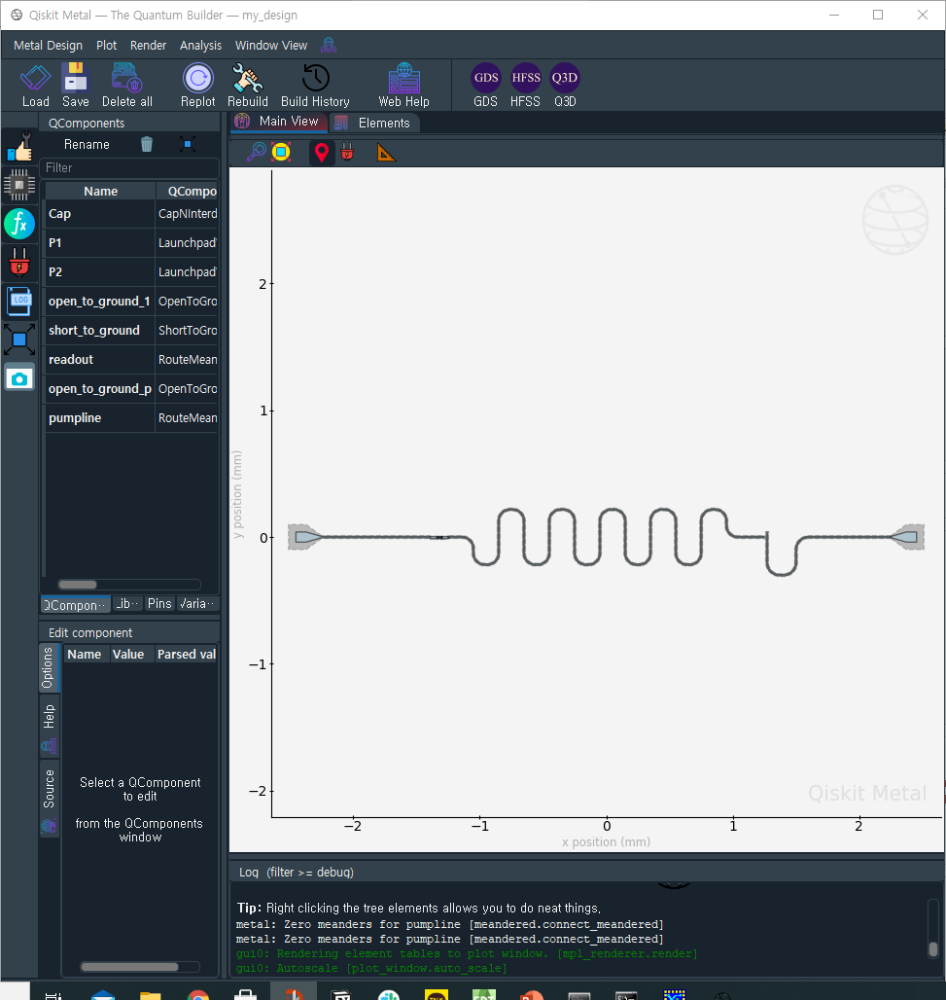 Qiskit Metal — The Quantum Builder — my_design
Metal Design Plot Render Analysis Window View
GDS HFSS Q3D
Load Save Delete all Replot Rebuild Build History Web Help GDS HFSS Q3D
QComponents
Main View Elements
Rename
Filter
Name QCompo
Cap CapNInterd
P1 Launchpad
P2 Launchpad
open_to_ground_1 OpenToGro
short_to_ground ShortToGro
readout RouteMean
open_to_ground_p OpenToGro
pumpline RouteMean
LOG
QCompon·· Lib·· Pins Varia··
Edit component
Options
Help
Source
Name Value Parsed val
Select a QComponent
to edit
from the QComponents
window
2
1
0
−1
−2
y position (mm)
−2 −1 0 1 2
x position (mm)
Qiskit Metal
Log (filter >= debug)
Tip: Right clicking the tree elements allows you to do neat things,
metal: Zero meanders for pumpline [meandered.connect_meandered]
metal: Zero meanders for pumpline [meandered.connect_meandered]
gui0: Rendering element tables to plot window. [mpl_renderer.render]
gui0: Autoscale [plot_window.auto_scale]